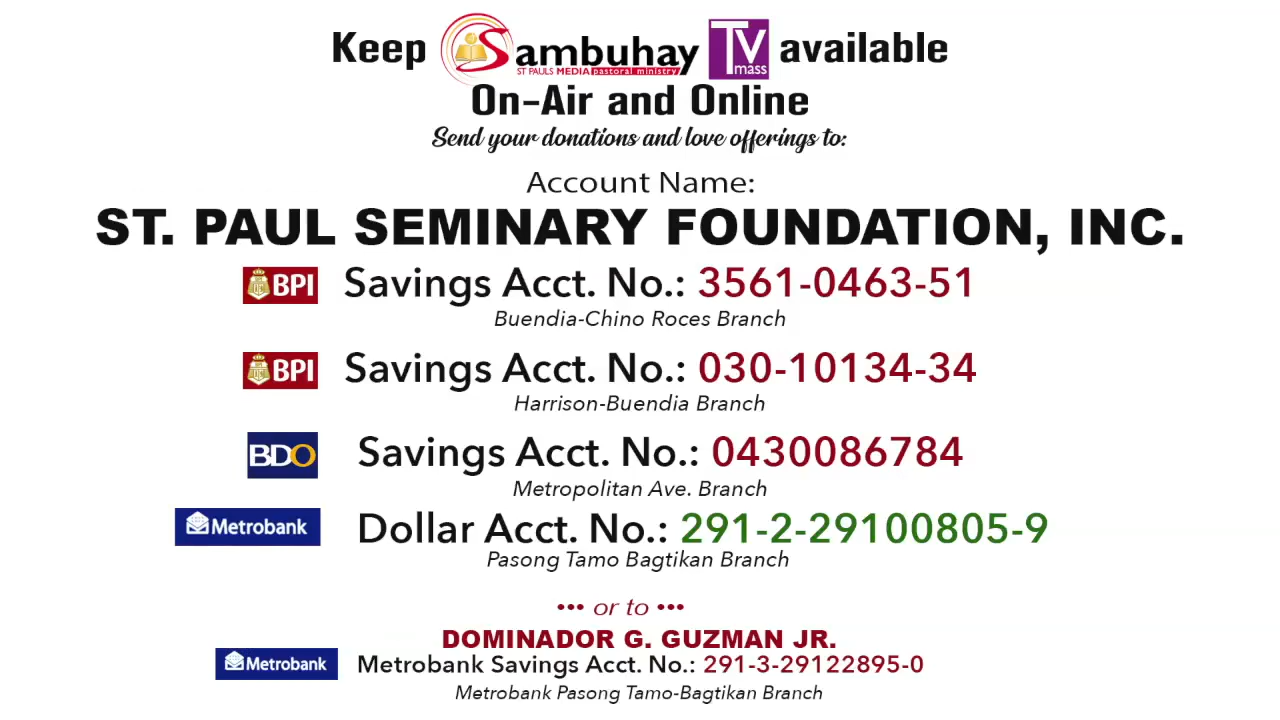 Keep Sambuhay TV mass available
ST PAULS MEDIA pastoral ministry
On-Air and Online
Send your donations and love offerings to:
Account Name:
ST. PAUL SEMINARY FOUNDATION, INC.
BPI Savings Acct. No.: 3561-0463-51
Buendia-Chino Roces Branch
BPI Savings Acct. No.: 030-10134-34
Harrison-Buendia Branch
BDO Savings Acct. No.: 0430086784
Metropolitan Ave. Branch
Metrobank Dollar Acct. No.: 291-2-29100805-9
Pasong Tamo Bagtikan Branch
••• or to •••
DOMINADOR G. GUZMAN JR.
Metrobank Metrobank Savings Acct. No.: 291-3-29122895-0
Metrobank Pasong Tamo-Bagtikan Branch